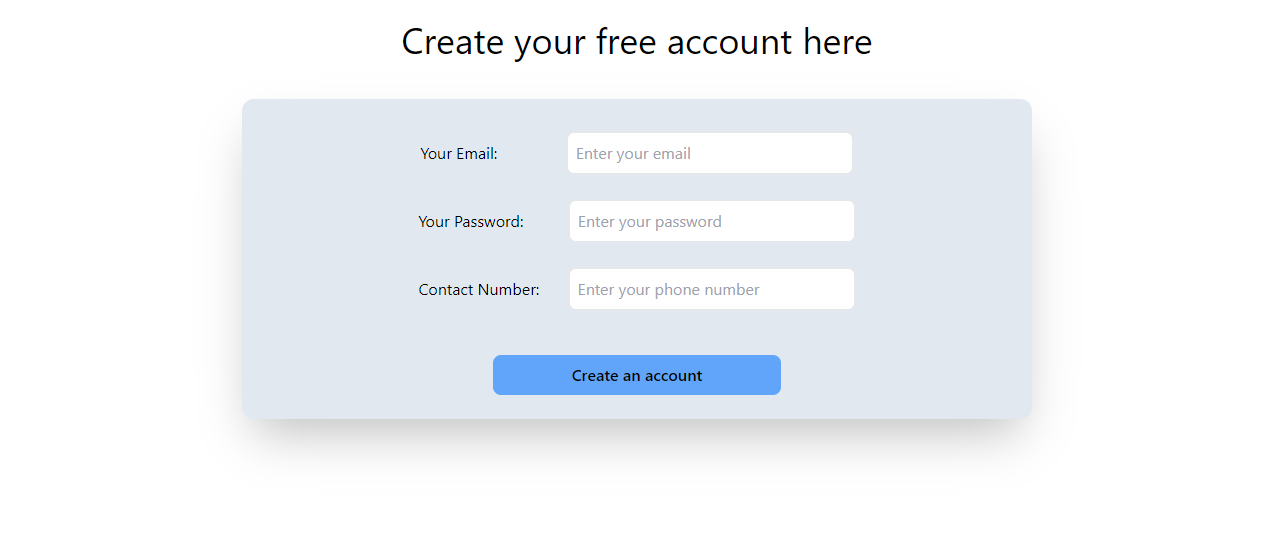 Create your free account here
Your Email: Enter your email
Your Password: Enter your password
Contact Number: Enter your phone number
Create an account